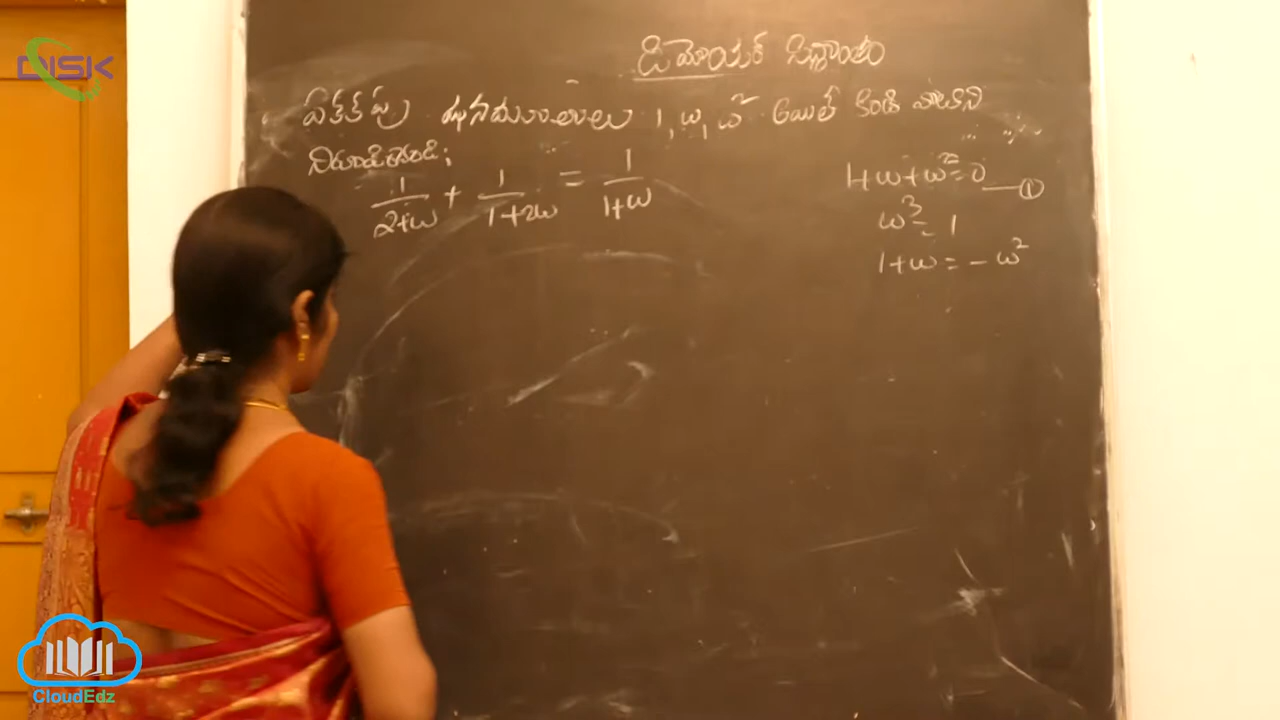 DISK
డిమోయర్ సిద్ధాంతం
ఏకకపు ఘనమూలాలు 1, ω, ω² అయితే కింది వాటిని
నిరూపించండి;
1/(2+ω) + 1/(1+2ω) = 1/(1+ω)
1+ω+ω²=0 —①
ω³ = 1
1+ω = -ω²
CloudEdz